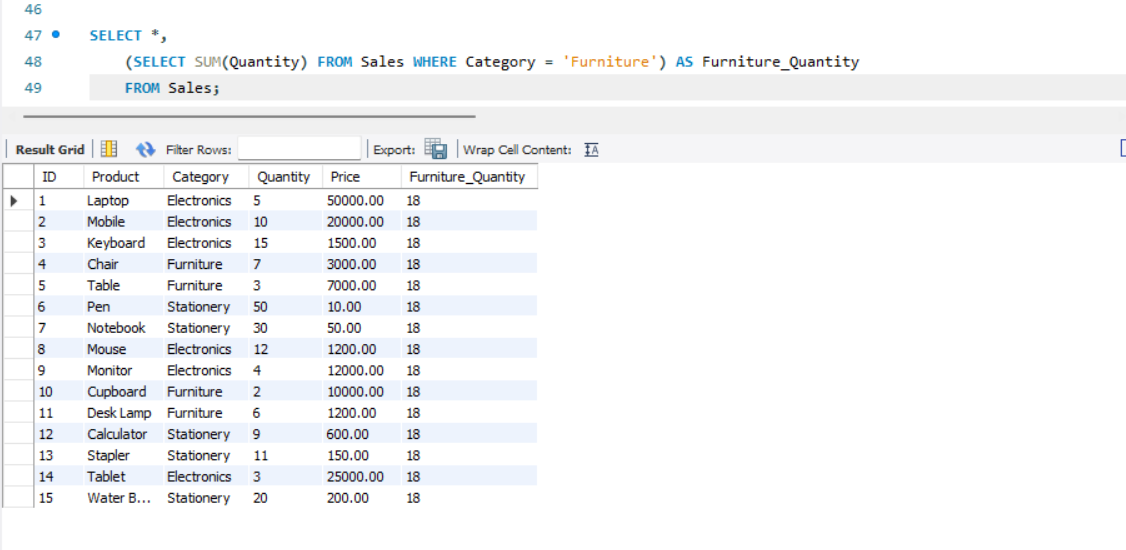 46
47 SELECT *,
48 (SELECT SUM(Quantity) FROM Sales WHERE Category = 'Furniture') AS Furniture_Quantity
49 FROM Sales;
Result Grid Filter Rows: Export: Wrap Cell Content: IA
ID Product Category Quantity Price Furniture_Quantity
1 Laptop Electronics 5 50000.00 18
2 Mobile Electronics 10 20000.00 18
3 Keyboard Electronics 15 1500.00 18
4 Chair Furniture 7 3000.00 18
5 Table Furniture 3 7000.00 18
6 Pen Stationery 50 10.00 18
7 Notebook Stationery 30 50.00 18
8 Mouse Electronics 12 1200.00 18
9 Monitor Electronics 4 12000.00 18
10 Cupboard Furniture 2 10000.00 18
11 Desk Lamp Furniture 6 1200.00 18
12 Calculator Stationery 9 600.00 18
13 Stapler Stationery 11 150.00 18
14 Tablet Electronics 3 25000.00 18
15 Water B... Stationery 20 200.00 18